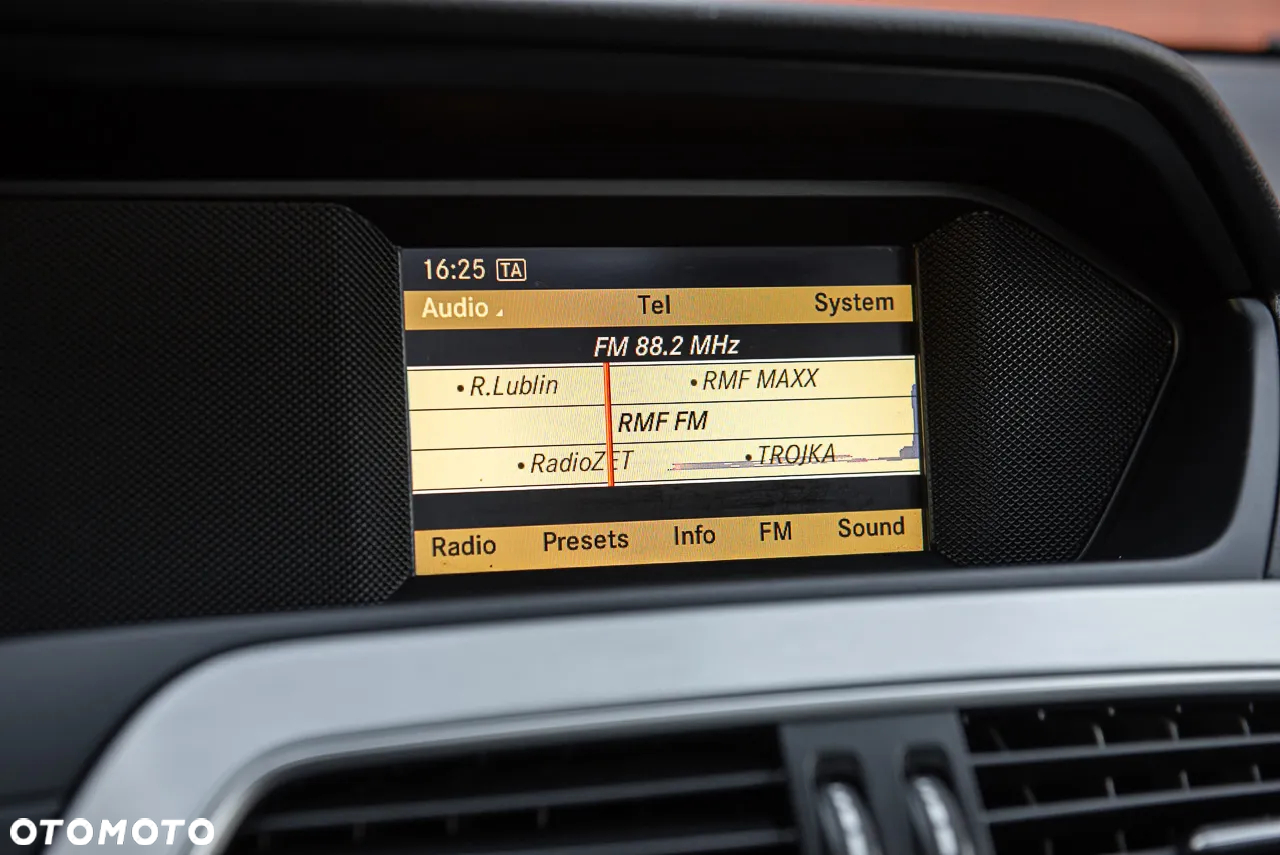 16:25 TA
Audio Tel System
FM 88.2 MHz
•R.Lublin •RMF MAXX
RMF FM
•RadioZET •TROJKA
Radio Presets Info FM Sound
OTOMOTO